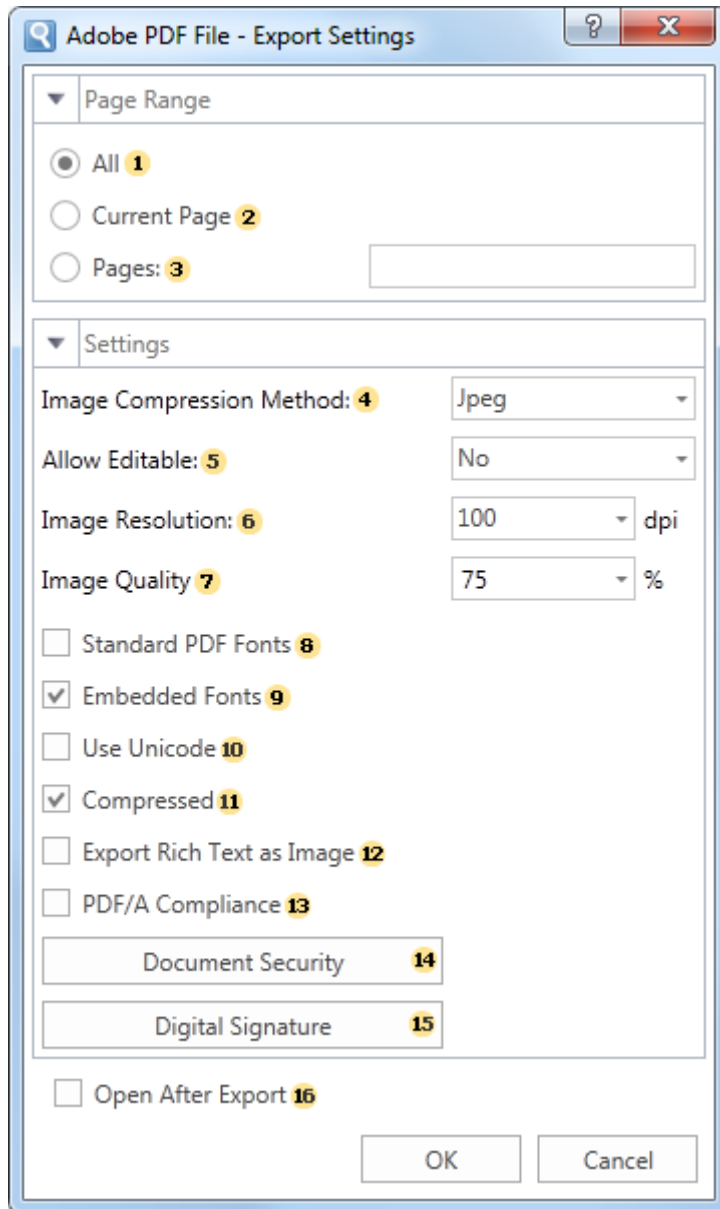 Adobe PDF File - Export Settings ? X
Page Range
All 1
Current Page 2
Pages: 3
Settings
Image Compression Method: 4 Jpeg
Allow Editable: 5 No
Image Resolution: 6 100 dpi
Image Quality 7 75 %
Standard PDF Fonts 8
Embedded Fonts 9
Use Unicode 10
Compressed 11
Export Rich Text as Image 12
PDF/A Compliance 13
Document Security 14
Digital Signature 15
Open After Export 16
OK Cancel